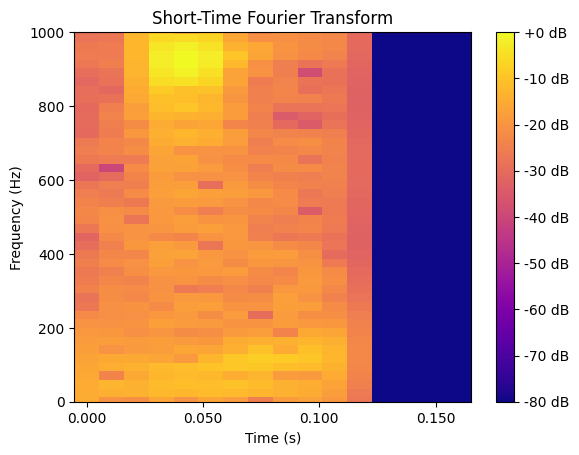 Short-Time Fourier Transform
1000
800
600
400
200
0
Frequency (Hz)
0.000
0.050
0.100
0.150
Time (s)
+0 dB
-10 dB
-20 dB
-30 dB
-40 dB
-50 dB
-60 dB
-70 dB
-80 dB